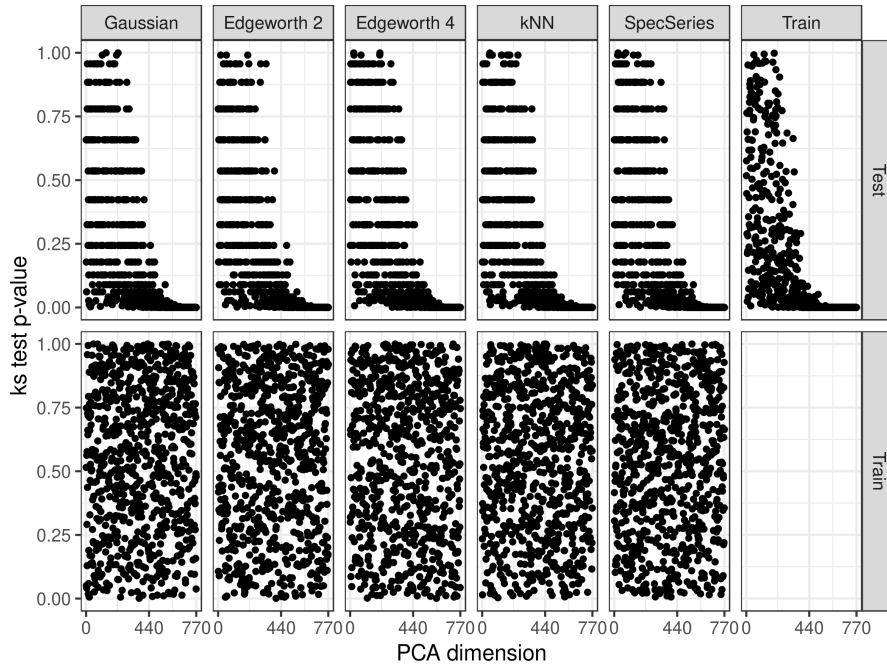 Gaussian Edgeworth 2 Edgeworth 4 kNN SpecSeries Train
1.00
0.75
0.50
0.25
0.00
Test
1.00
0.75
0.50
0.25
0.00
Train
ks test p-value
0 440 770 0 440 770 0 440 770 0 440 770 0 440 770 0 440 770
PCA dimension